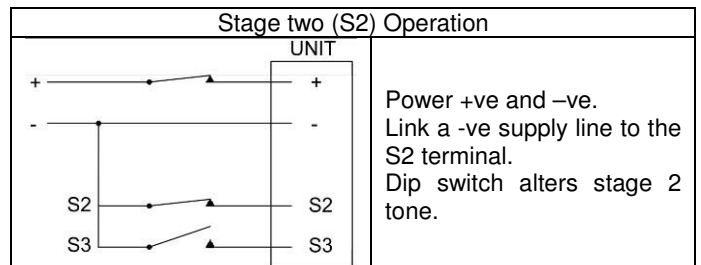 Stage two (S2) Operation
UNIT
+ +
- -
S2 S2
S3 S3
Power +ve and –ve.
Link a -ve supply line to the
S2 terminal.
Dip switch alters stage 2
tone.